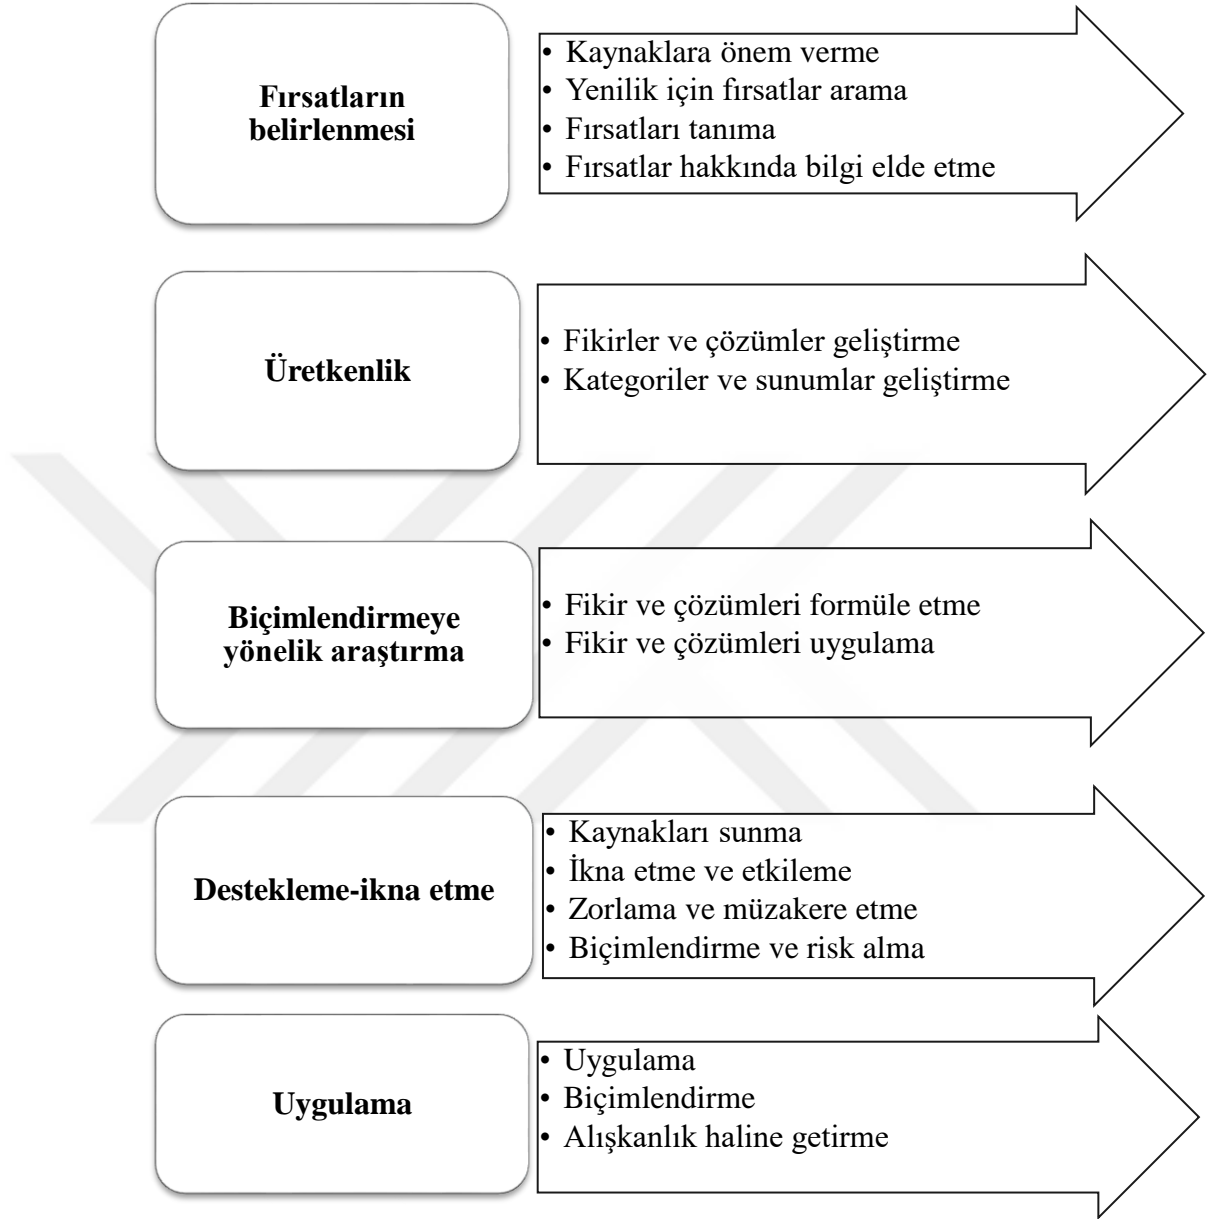 Fırsatların
belirlenmesi
• Kaynaklara önem verme
• Yenilik için fırsatlar arama
• Fırsatları tanıma
• Fırsatlar hakkında bilgi elde etme
Üretkenlik
• Fikirler ve çözümler geliştirme
• Kategoriler ve sunumlar geliştirme
Biçimlendirmeye
yönelik araştırma
• Fikir ve çözümleri formüle etme
• Fikir ve çözümleri uygulama
Destekleme-ikna etme
• Kaynakları sunma
• İkna etme ve etkileme
• Zorlama ve müzakere etme
• Biçimlendirme ve risk alma
Uygulama
• Uygulama
• Biçimlendirme
• Alışkanlık haline getirme